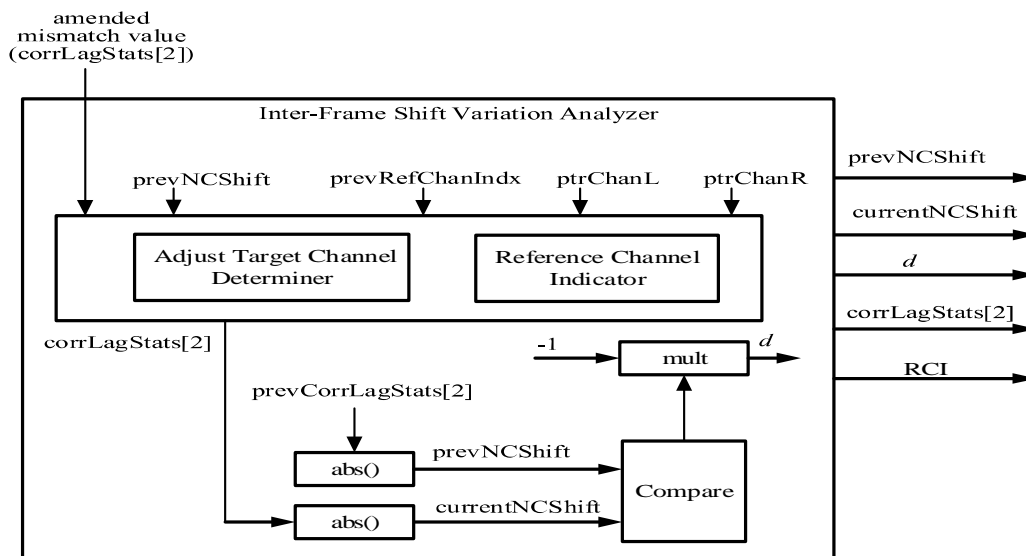 amended
mismatch value
(corrLagStats[2])
Inter-Frame Shift Variation Analyzer
prevNCShift
prevRefChanIndx
ptrChanL
ptrChanR
Adjust Target Channel
Determiner
Reference Channel
Indicator
corrLagStats[2]
-1
mult
d
prevCorrLagStats[2]
abs()
prevNCShift
abs()
currentNCShift
Compare
prevNCShift
currentNCShift
d
corrLagStats[2]
RCI